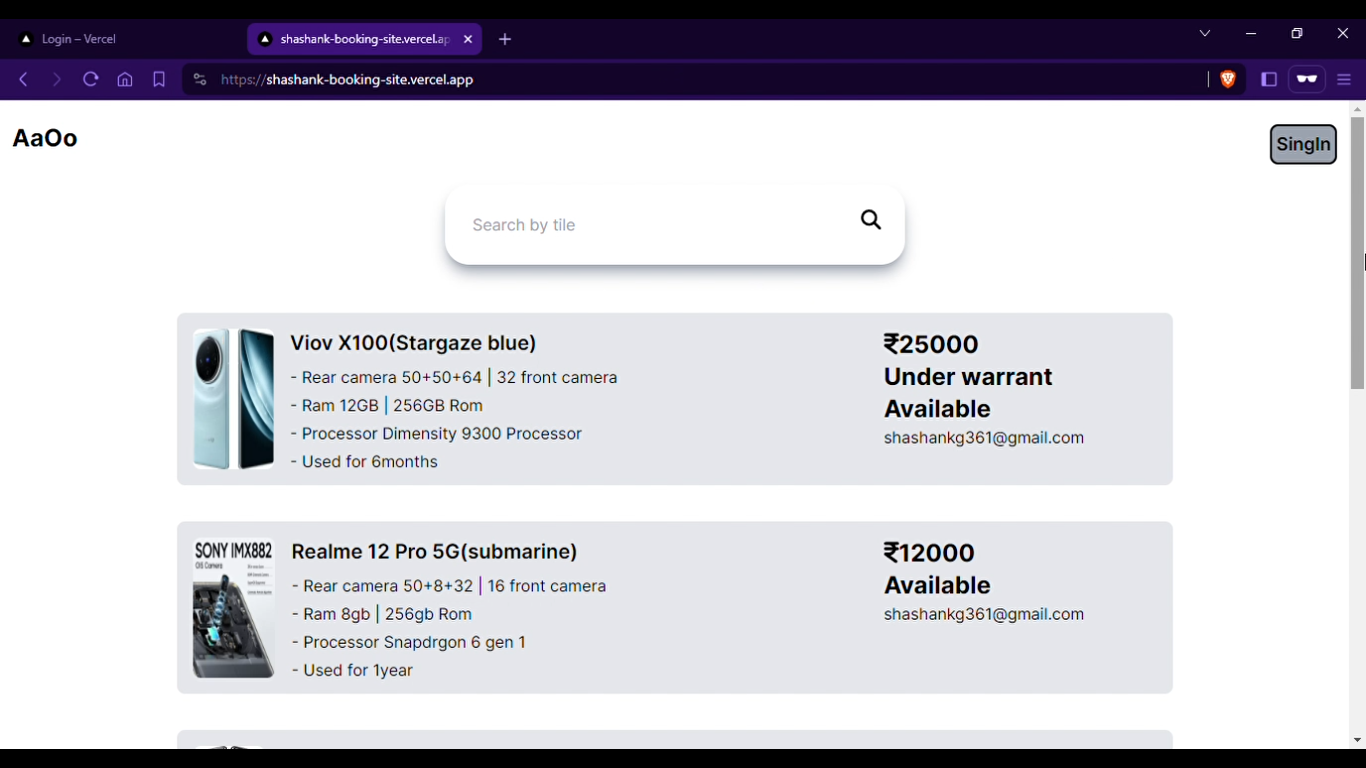 Login – Vercel
shashank-booking-site.vercel.ap
https://shashank-booking-site.vercel.app
AaOo
SingIn
Search by tile
Viov X100(Stargaze blue)
- Rear camera 50+50+64 | 32 front camera
- Ram 12GB | 256GB Rom
- Processor Dimensity 9300 Processor
- Used for 6months
₹25000
Under warrant
Available
shashankg361@gmail.com
SONY IMX882
OIS Camera
Realme 12 Pro 5G(submarine)
- Rear camera 50+8+32 | 16 front camera
- Ram 8gb | 256gb Rom
- Processor Snapdrgon 6 gen 1
- Used for 1year
₹12000
Available
shashankg361@gmail.com